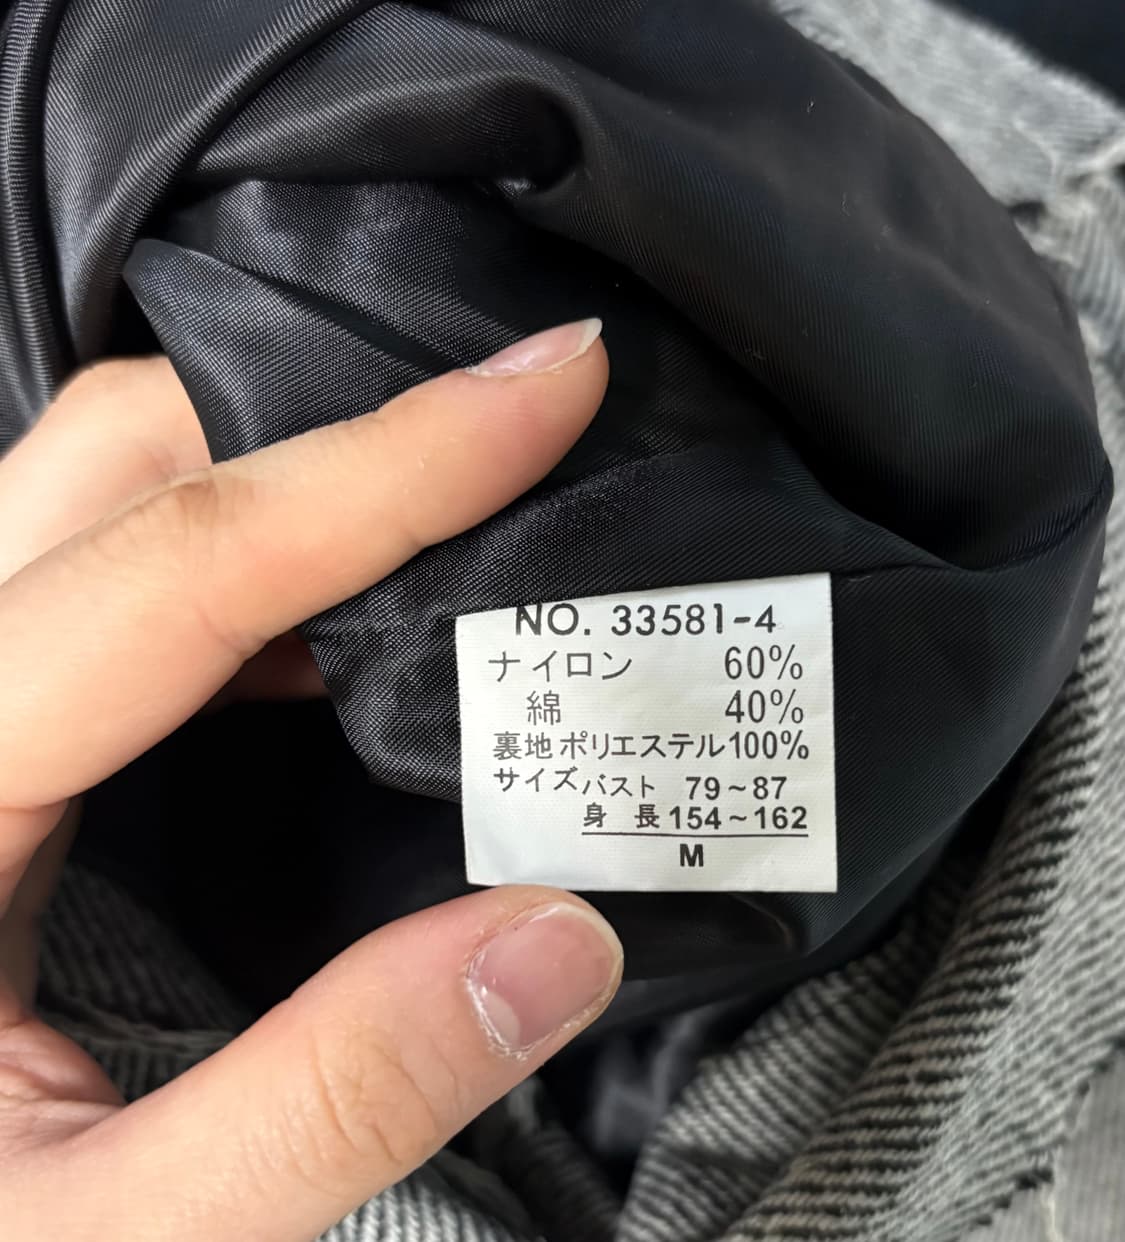 NO. 33581-4
ナイロン 60%
綿 40%
裏地 ポリエステル100%
サイズ バスト 79~87
身 長 154~162
M